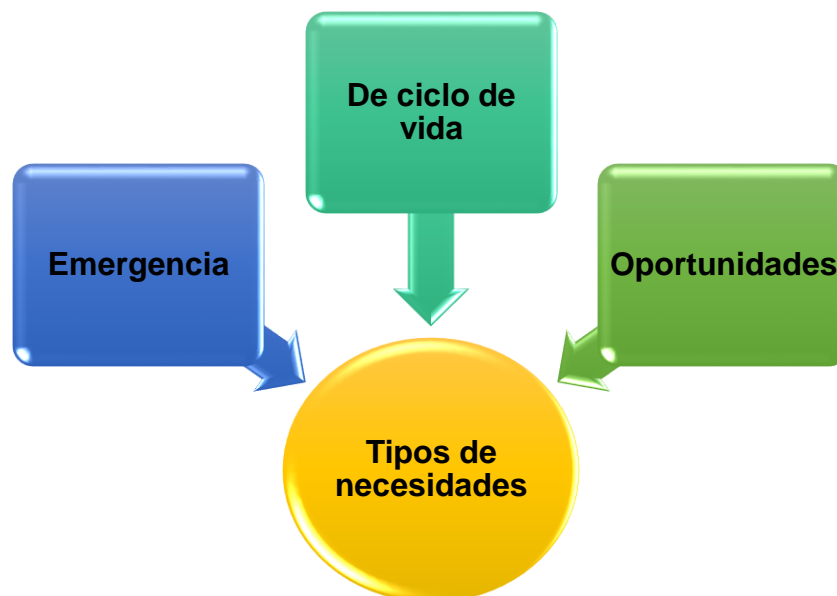 De ciclo de
vida
Emergencia
Oportunidades
Tipos de
necesidades